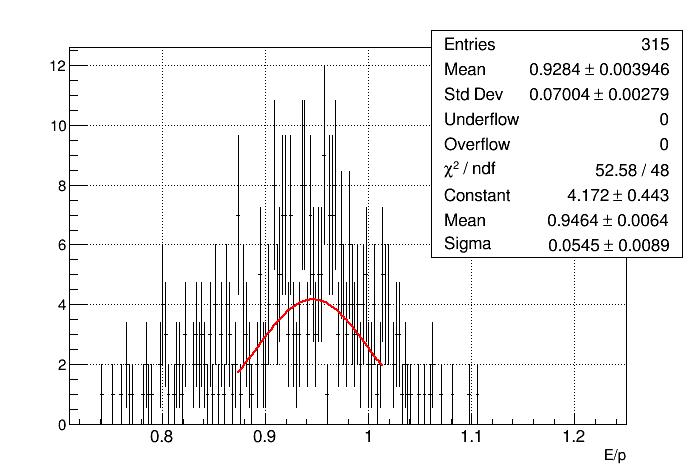 Entries 315
Mean 0.9284 ± 0.003946
Std Dev 0.07004 ± 0.00279
Underflow 0
Overflow 0
χ² / ndf 52.58 / 48
Constant 4.172 ± 0.443
Mean 0.9464 ± 0.0064
Sigma 0.0545 ± 0.0089
12
10
8
6
4
2
0
0.8 0.9 1 1.1 1.2
E/p